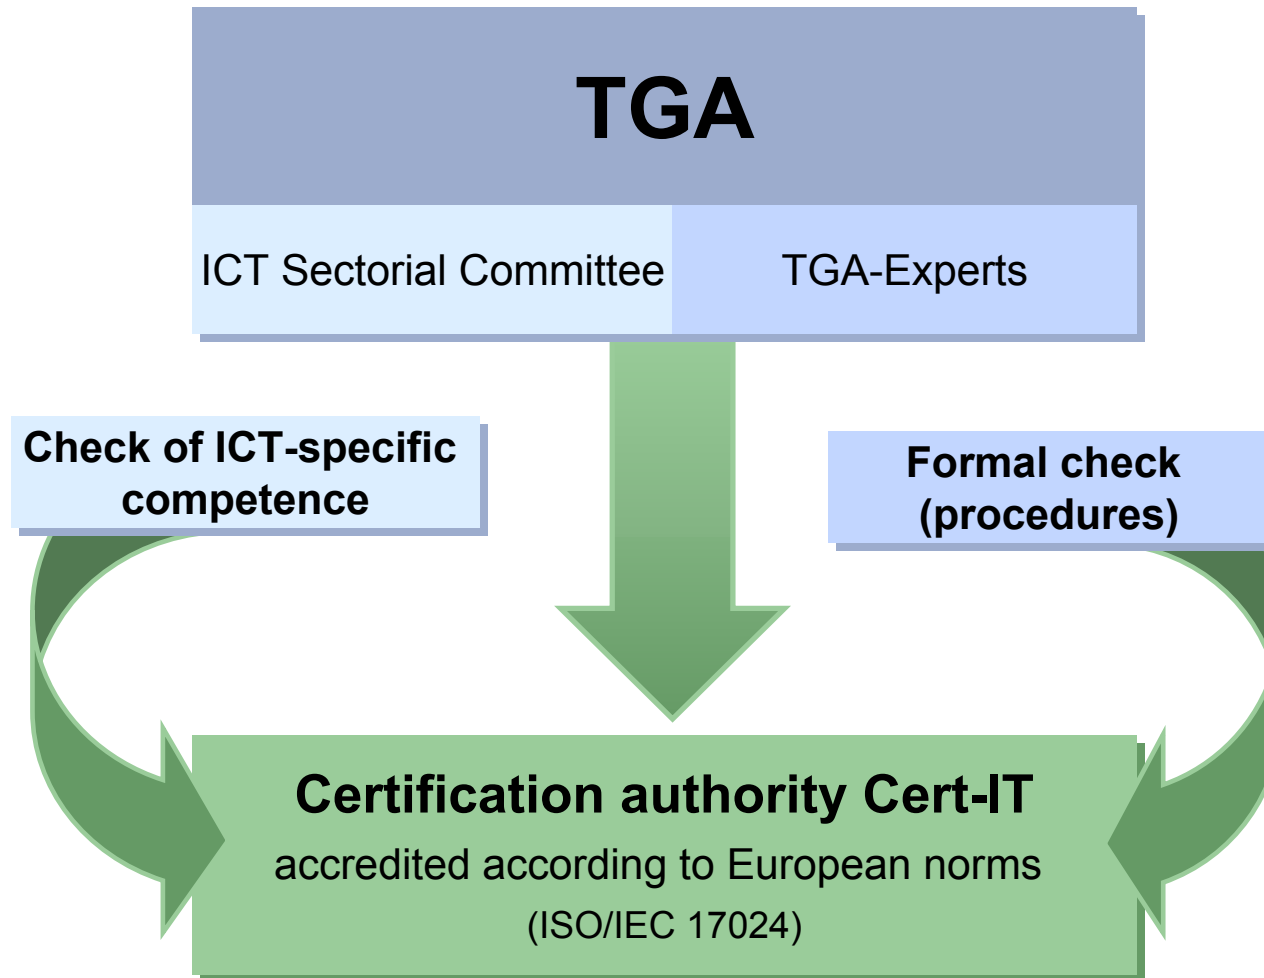 TGA
ICT Sectorial Committee
TGA-Experts
Check of ICT-specific
competence
Formal check
(procedures)
Certification authority Cert-IT
accredited according to European norms
(ISO/IEC 17024)